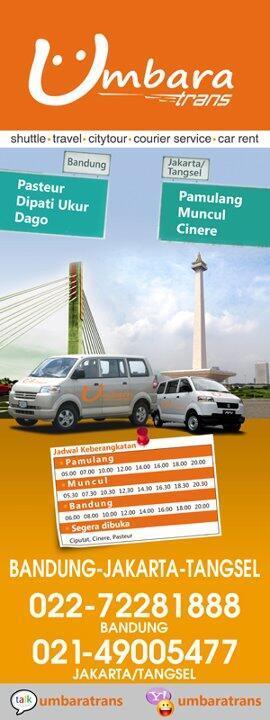 Umbara
trans
shuttle • travel • citytour • courier service • car rent
Bandung
Pasteur
Dipati Ukur
Dago
Jakarta/
Tangsel
Pamulang
Muncul
Cinere
Jadwal Keberangkatan
Pamulang
05.00 07.00 10.00 12.00 14.00 16.00 18.00 20.00
Muncul
05.30 07.30 10.30 12.30 14.30 16.30 18.30 20.30
Bandung
06.00 08.00 10.00 12.00 14.00 16.00 18.00 20.00
Segera dibuka
Ciputat, Cinere, Pasteur
BANDUNG-JAKARTA-TANGSEL
022-72281888
BANDUNG
021-49005477
JAKARTA/TANGSEL
talk umbaratrans
Y! umbaratrans